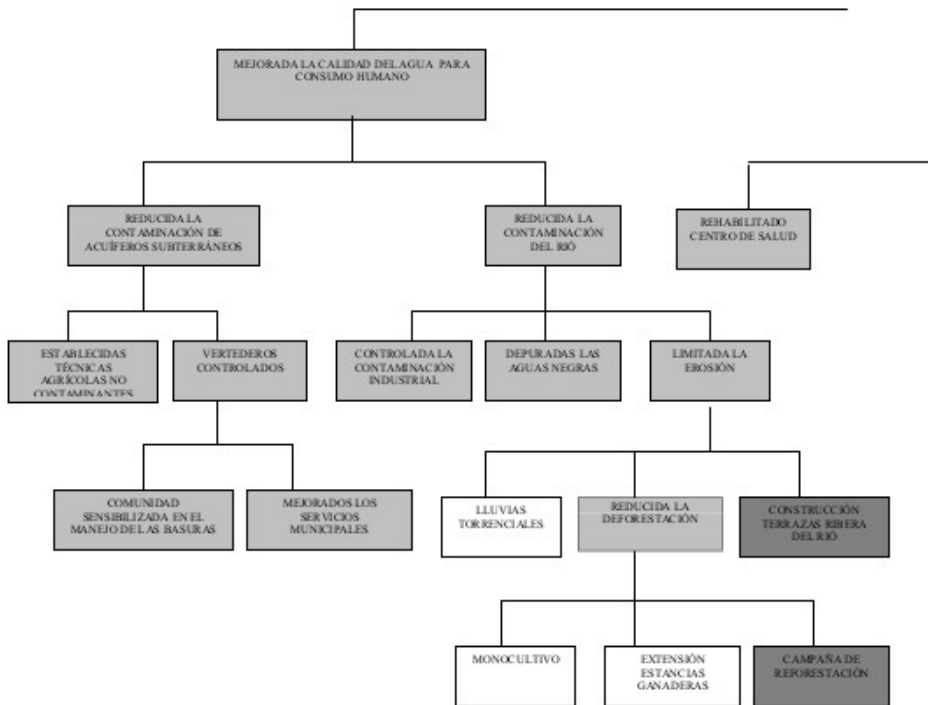 MEJORADA LA CALIDAD DEL AGUA PARA
CONSUMO HUMANO
REDUCIDA LA
CONTAMINACIÓN DE
ACUÍFEROS SUBTERRÁNEOS
REDUCIDA LA
CONTAMINACIÓN
DEL RIÓ
REHABILITADO
CENTRO DE SALUD
ESTABLECIDAS
TÉCNICAS
AGRÍCOLAS NO
CONTAMINANTES
VERTEDEROS
CONTROLADOS
CONTROLADA LA
CONTAMINACIÓN
INDUSTRIAL
DEPURADAS LAS
AGUAS NEGRAS
LIMITADA LA
EROSIÓN
COMUNIDAD
SENSIBILIZADA EN EL
MANEJO DE LAS BASURAS
MEJORADOS LOS
SERVICIOS
MUNICIPALES
LLUVIAS
TORRENCIALES
REDUCIDA LA
DEFORESTACIÓN
CONSTRUCCIÓN
TERRAZAS RIBERA
DEL RIÓ
MONOCULTIVO
EXTENSIÓN
ESTANCIAS
GANADERAS
CAMPAÑA DE
REFORESTACIÓN